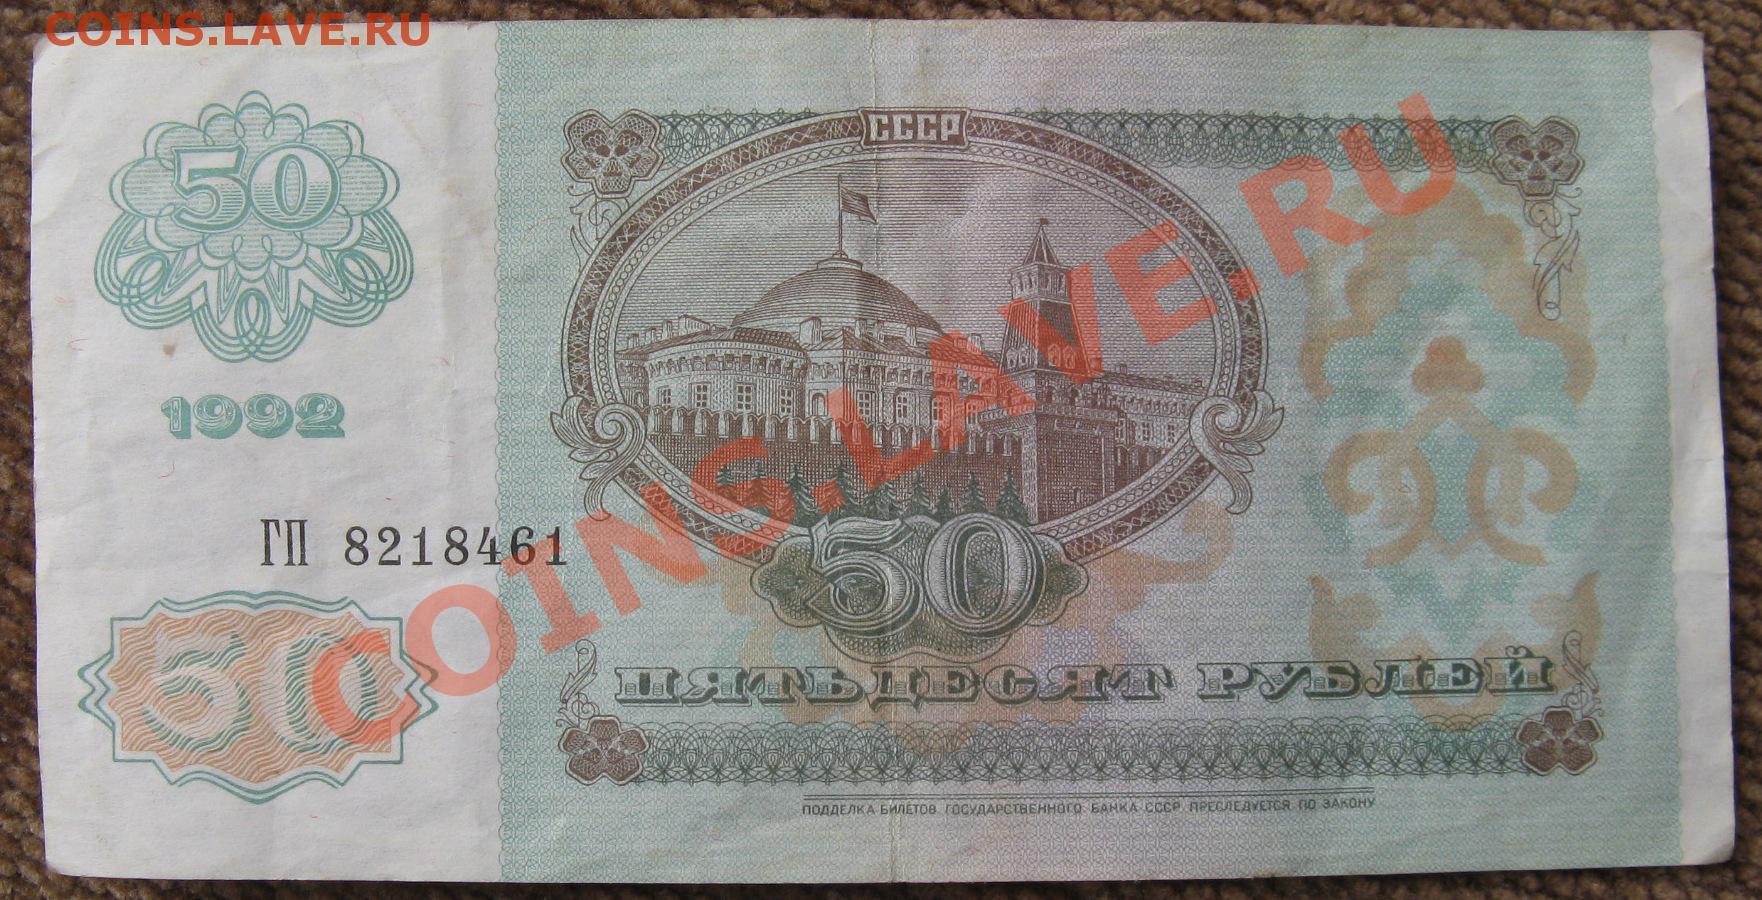 COINS.LAVE.RU
СССР
50
1992
ГП 8218461
50
50
ПЯТЬДЕСЯТ РУБЛЕЙ
ПОДДЕЛКА БИЛЕТОВ ГОСУДАРСТВЕННОГО БАНКА СССР ПРЕСЛЕДУЕТСЯ ПО ЗАКОНУ
COINS.LAVE.RU